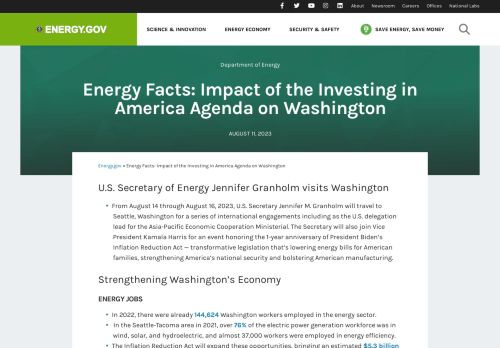 About Newsroom Careers Offices National Labs
ENERGY.GOV
SCIENCE & INNOVATION ENERGY ECONOMY SECURITY & SAFETY SAVE ENERGY, SAVE MONEY
Department of Energy
Energy Facts: Impact of the Investing in
America Agenda on Washington
AUGUST 11, 2023
Energy.gov » Energy Facts: Impact of the Investing in America Agenda on Washington
U.S. Secretary of Energy Jennifer Granholm visits Washington
• From August 14 through August 16, 2023, U.S. Secretary Jennifer M. Granholm will travel to
Seattle, Washington for a series of international engagements including as the U.S. delegation
lead for the Asia-Pacific Economic Cooperation Ministerial. The Secretary will also join Vice
President Kamala Harris for an event honoring the 1-year anniversary of President Biden's
Inflation Reduction Act — transformative legislation that's lowering energy bills for American
families, strengthening America's national security and bolstering American manufacturing.
Strengthening Washington's Economy
ENERGY JOBS
• In 2022, there were already 144,624 Washington workers employed in the energy sector.
• In the Seattle-Tacoma area in 2021, over 76% of the electric power generation workforce was in
wind, solar, and hydroelectric, and almost 37,000 workers were employed in energy efficiency.
• The Inflation Reduction Act will expand these opportunities, bringing an estimated $5.3 billion